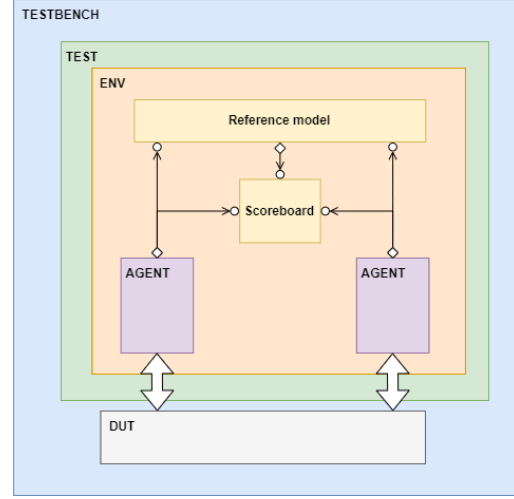 TESTBENCH
TEST
ENV
Reference model
Scoreboard
AGENT
AGENT
DUT